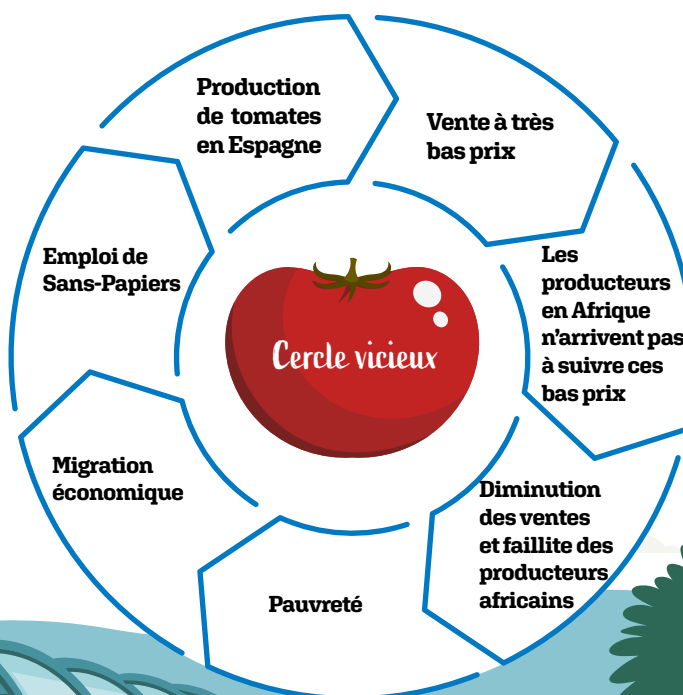 Production
de tomates
en Espagne
Vente à très
bas prix
Les
producteurs
en Afrique
n'arrivent pas
à suivre ces
bas prix
Diminution
des ventes
et faillite des
producteurs
africains
Pauvreté
Migration
économique
Emploi de
Sans-Papiers
Cercle vicieux